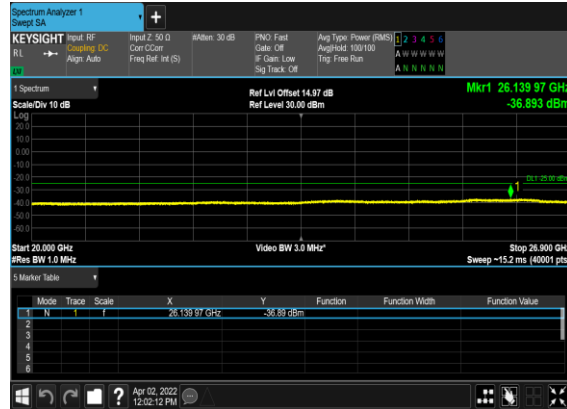 Spectrum Analyzer 1
Swept SA
KEYSIGHT Input: RF Input Z: 50 Ω #Atten: 30 dB PNO: Fast Avg Type: Power (RMS) 1 2 3 4 5 6
RL Coupling: DC Corr CCorr Gate: Off Avg|Hold: 100/100 A W W W W W
Align: Auto Freq Ref: Int (S) IF Gain: Low Trig: Free Run
Sig Track: Off A N N N N N
1 Spectrum Ref Lvl Offset 14.97 dB Mkr1 26.139 97 GHz
Scale/Div 10 dB Ref Level 30.00 dBm -36.893 dBm
Log
20.0
10.0
0.00
-10.0
-20.0
DL1 -25.00 dBm
-30.0
1
-40.0
-50.0
-60.0
Start 20.000 GHz Video BW 3.0 MHz* Stop 26.900 GHz
#Res BW 1.0 MHz Sweep ~15.2 ms (40001 pts)
5 Marker Table
Mode Trace Scale X Y Function Function Width Function Value
1 N 1 f 26.139 97 GHz -36.89 dBm
2
3
4
5
6
? Apr 02, 2022
12:02:12 PM